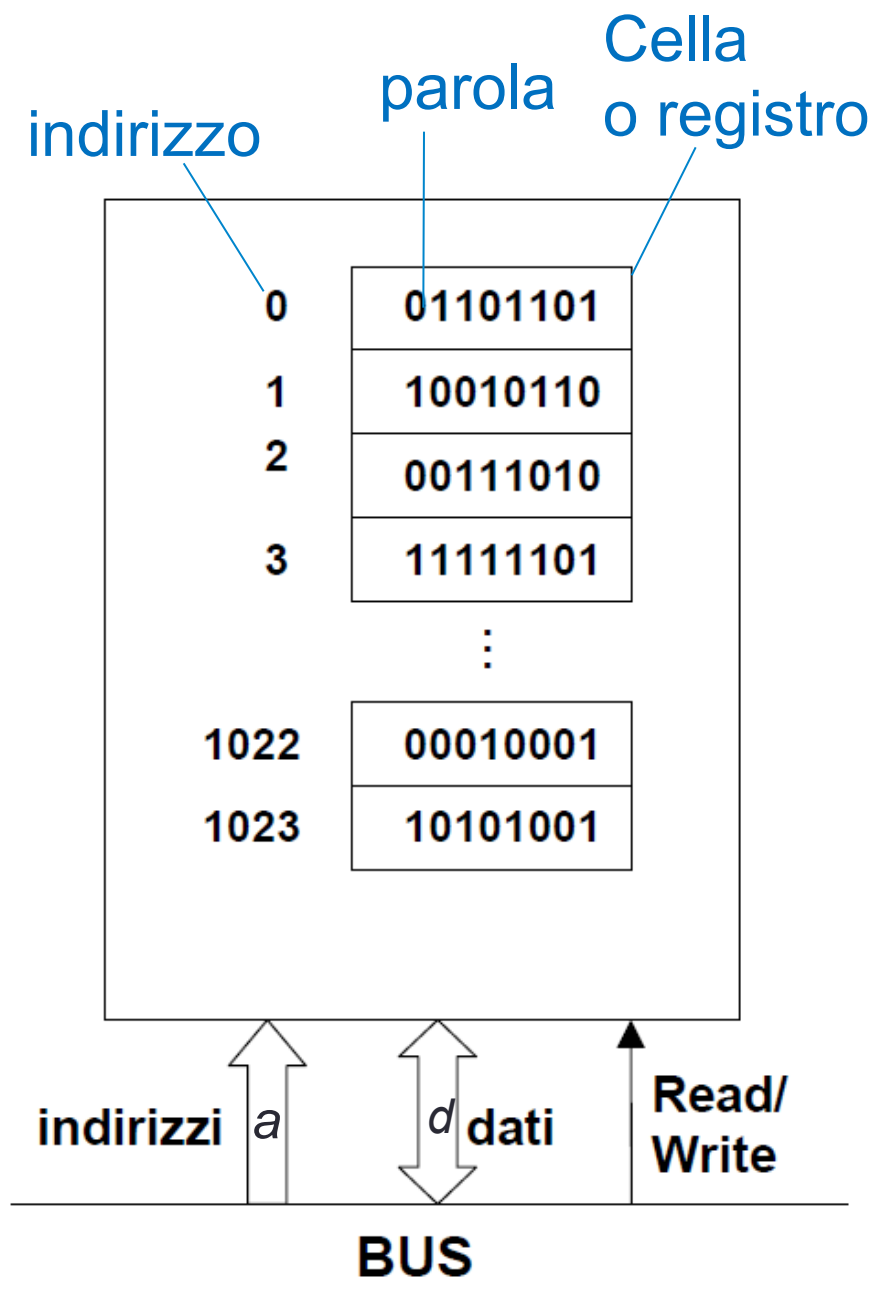 indirizzo
parola
Cella
o registro
0 01101101
1 10010110
2 00111010
3 11111101
⋮
1022 00010001
1023 10101001
indirizzi a
d dati
Read/
Write
BUS